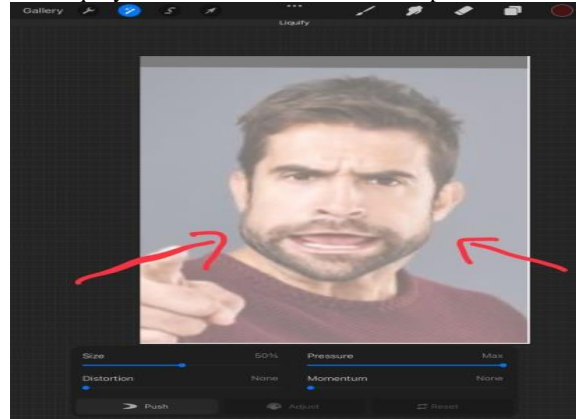 Gallery
Liquify
Size 50% Pressure Max
Distortion None Momentum None
Push Adjust Reset